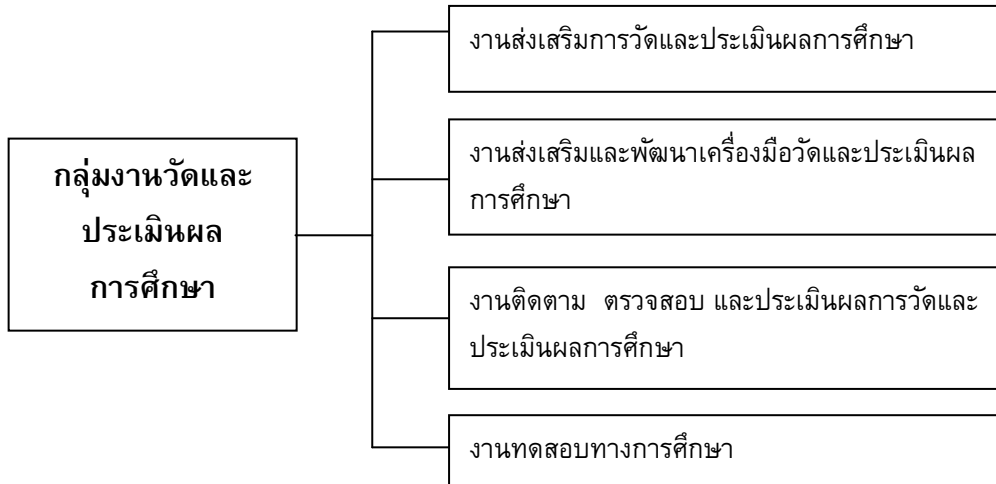 งานส่งเสริมการวัดและประเมินผลการศึกษา
กลุ่มงานวัดและ
ประเมินผล
การศึกษา
งานส่งเสริมและพัฒนาเครื่องมือวัดและประเมินผล
การศึกษา
งานติดตาม ตรวจสอบ และประเมินผลการวัดและ
ประเมินผลการศึกษา
งานทดสอบทางการศึกษา